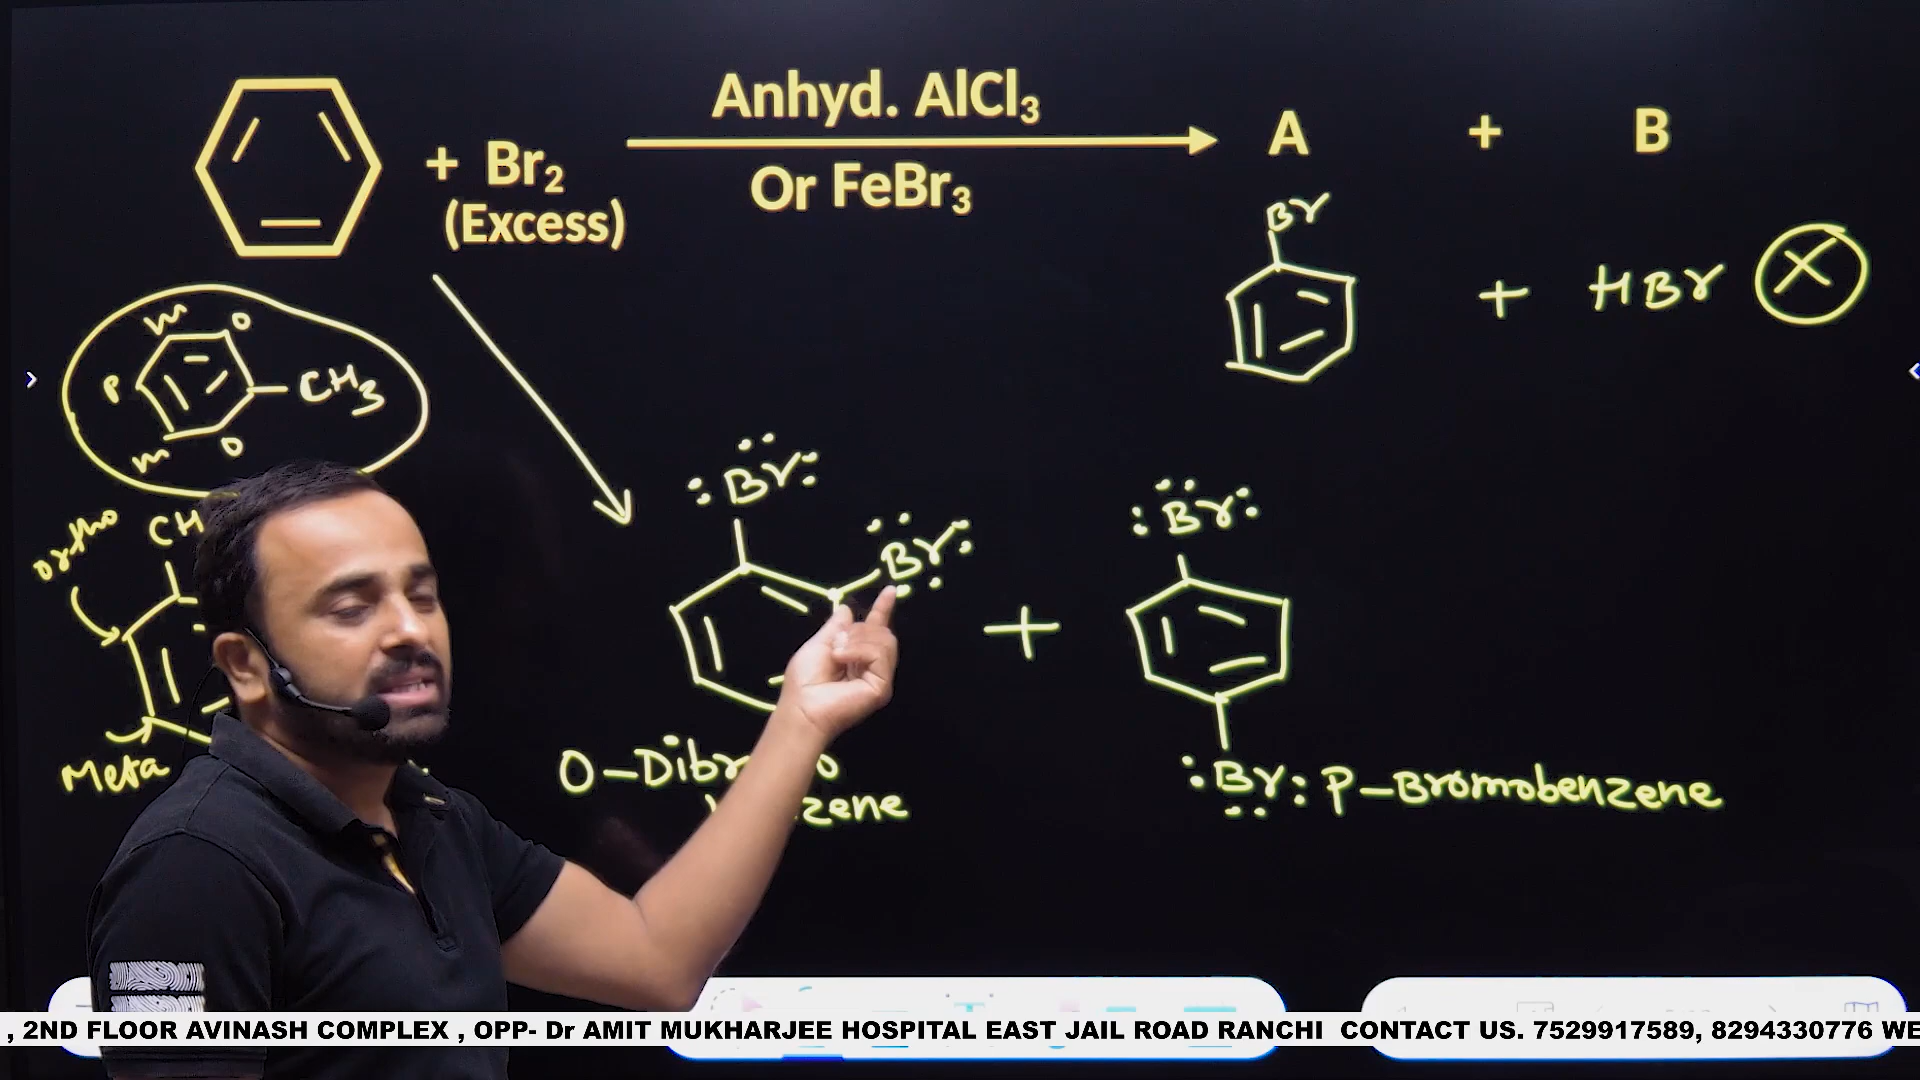 Anhyd. AlCl3
+ Br2
(Excess)
Or FeBr3
A + B
Br
+ HBr
m o
P CH3
m o
Ortho
CH
Meta
:Br:
Br:
+
:Br:
:Br:
O-Dibr o
zene
P-Bromobenzene
, 2ND FLOOR AVINASH COMPLEX , OPP- Dr AMIT MUKHARJEE HOSPITAL EAST JAIL ROAD RANCHI CONTACT US. 7529917589, 8294330776 WE